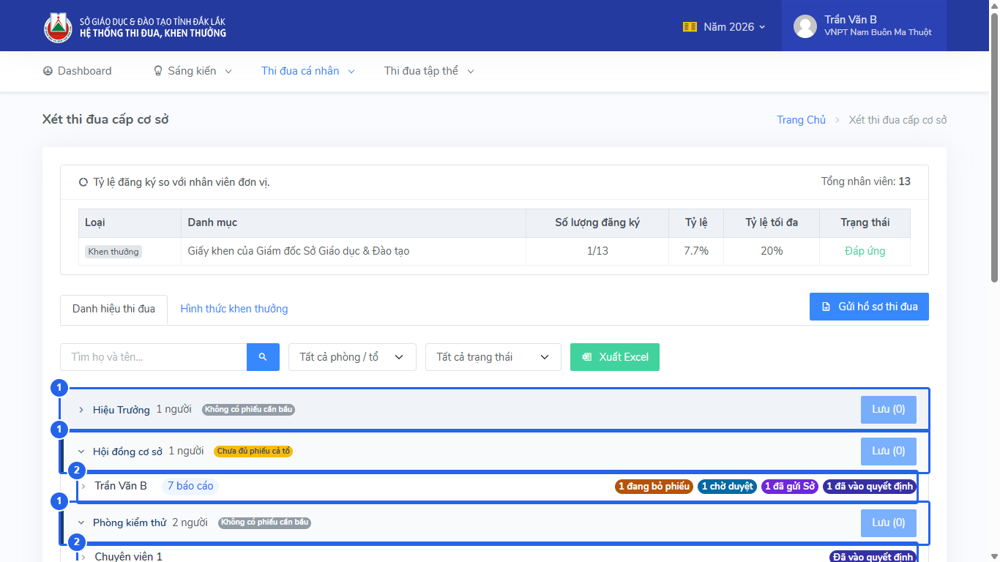 SỞ GIÁO DỤC & ĐÀO TẠO TỈNH ĐẮK LẮK
HỆ THỐNG THI ĐUA, KHEN THƯỞNG
Năm 2026
Trần Văn B
VNPT Nam Buôn Ma Thuột
Dashboard
Sáng kiến
Thi đua cá nhân
Thi đua tập thể
Xét thi đua cấp cơ sở
Trang Chủ
Xét thi đua cấp cơ sở
Tỷ lệ đăng ký so với nhân viên đơn vị.
Tổng nhân viên: 13
Loại Danh mục Số lượng đăng ký Tỷ lệ Tỷ lệ tối đa Trạng thái
Khen thưởng Giấy khen của Giám đốc Sở Giáo dục & Đào tạo 1/13 7.7% 20% Đáp ứng
Danh hiệu thi đua
Hình thức khen thưởng
Gửi hồ sơ thi đua
Tìm họ và tên...
Tất cả phòng / tổ
Tất cả trạng thái
Xuất Excel
1
Hiệu Trưởng 1 người Không có phiếu cần bầu Lưu (0)
1
Hội đồng cơ sở 1 người Chưa đủ phiếu cả tổ Lưu (0)
2
Trần Văn B 7 báo cáo 1 đang bỏ phiếu 1 chờ duyệt 1 đã gửi Sở 1 đã vào quyết định
1
Phòng kiểm thử 2 người Không có phiếu cần bầu Lưu (0)
2
Chuyên viên 1 Đã vào quyết định